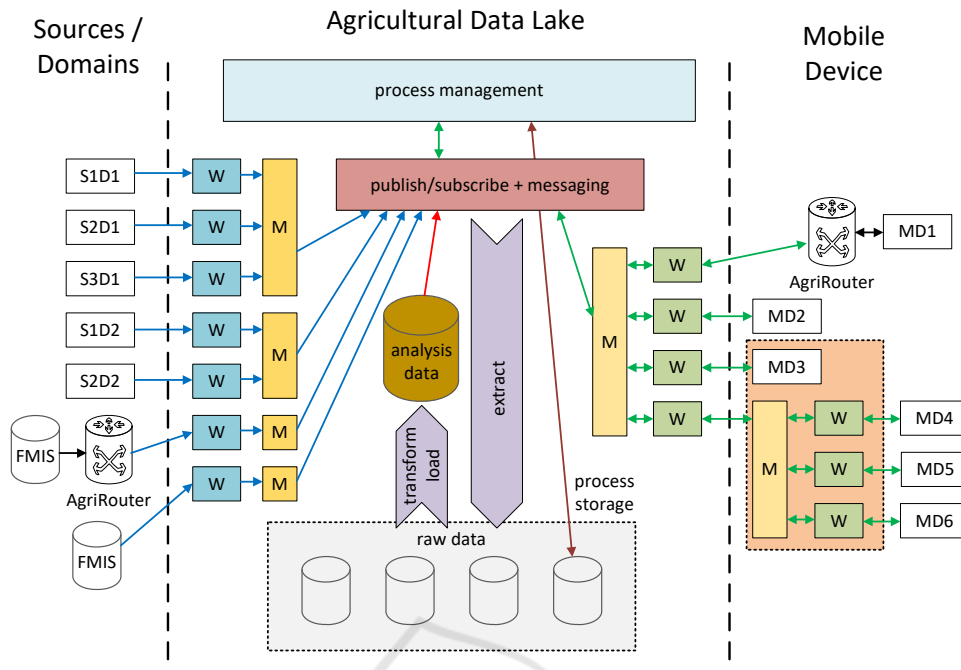 Sources /
Domains
Agricultural Data Lake
Mobile
Device
process management
publish/subscribe + messaging
S1D1
W
S2D1
W
M
S3D1
W
S1D2
W
M
S2D2
W
FMIS
AgriRouter
W
M
FMIS
W
M
analysis
data
transform
load
extract
process
storage
raw data
M
W
AgriRouter
MD1
W
MD2
W
MD3
W
M
W
MD4
W
MD5
W
MD6